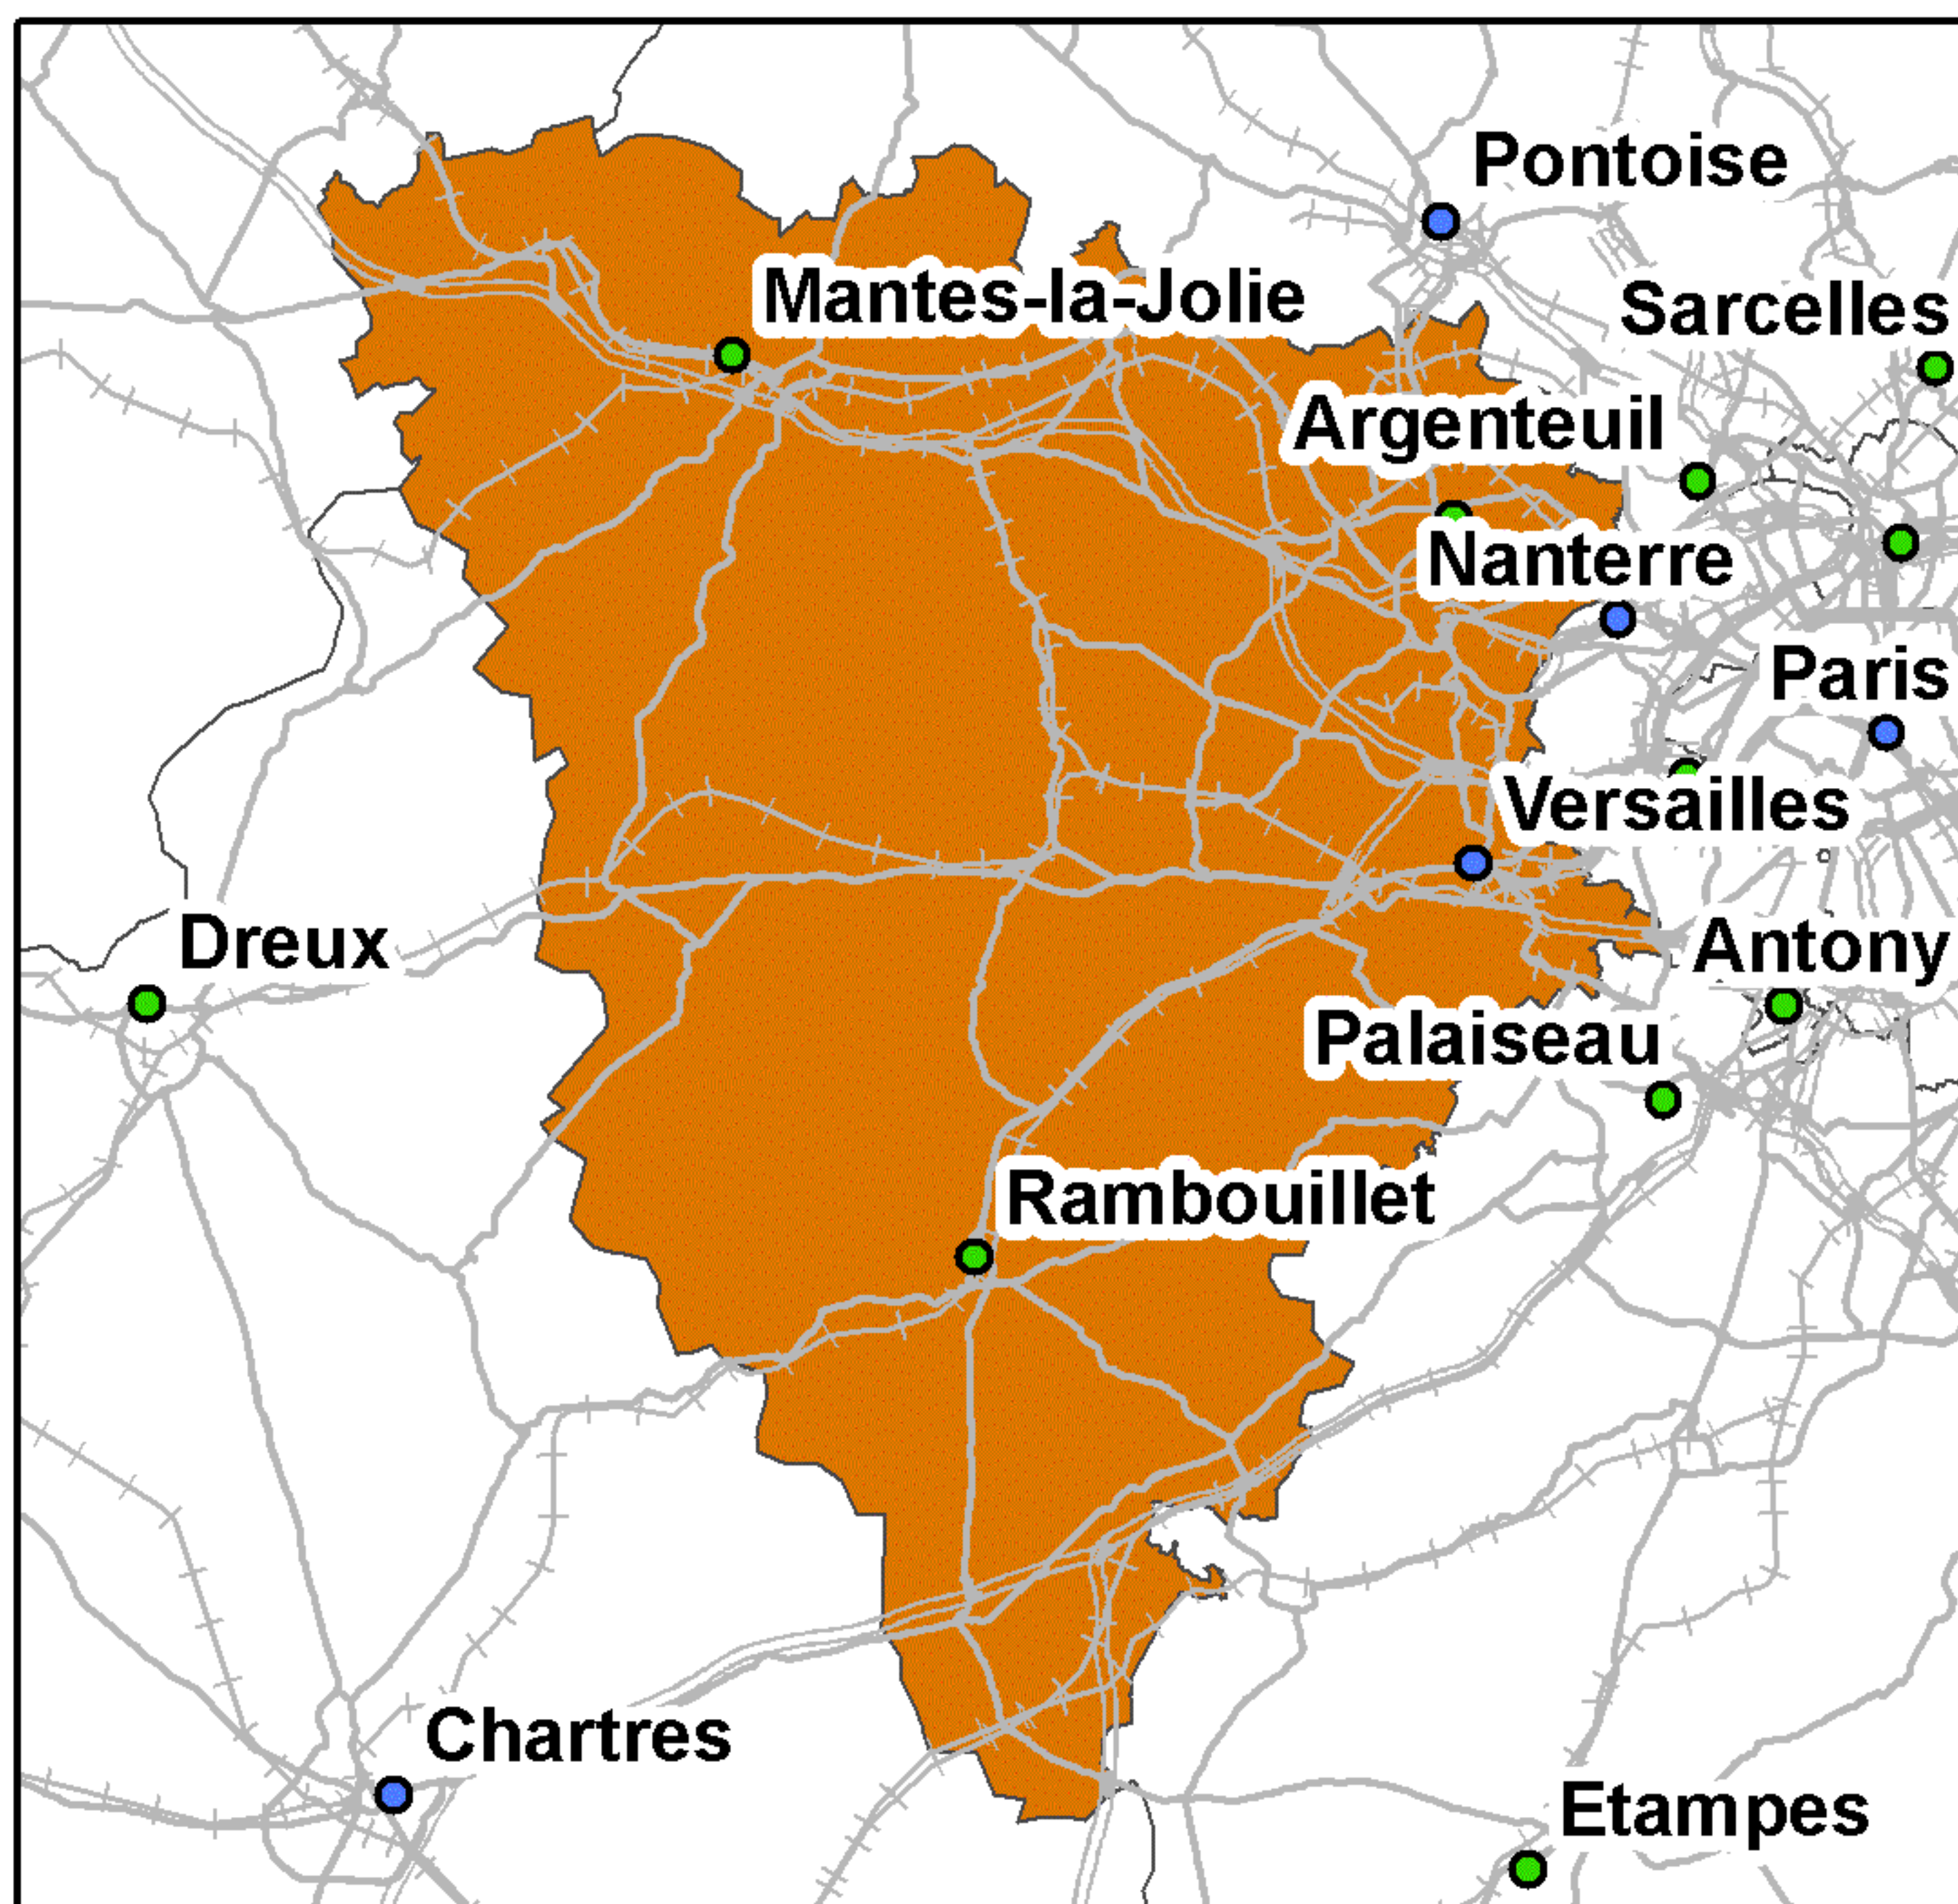 Pontoise
Mantes-la-Jolie
Sarcelles
Argenteuil
Nanterre
Paris
Versailles
Dreux
Antony
Palaiseau
Rambouillet
Chartres
Etampes